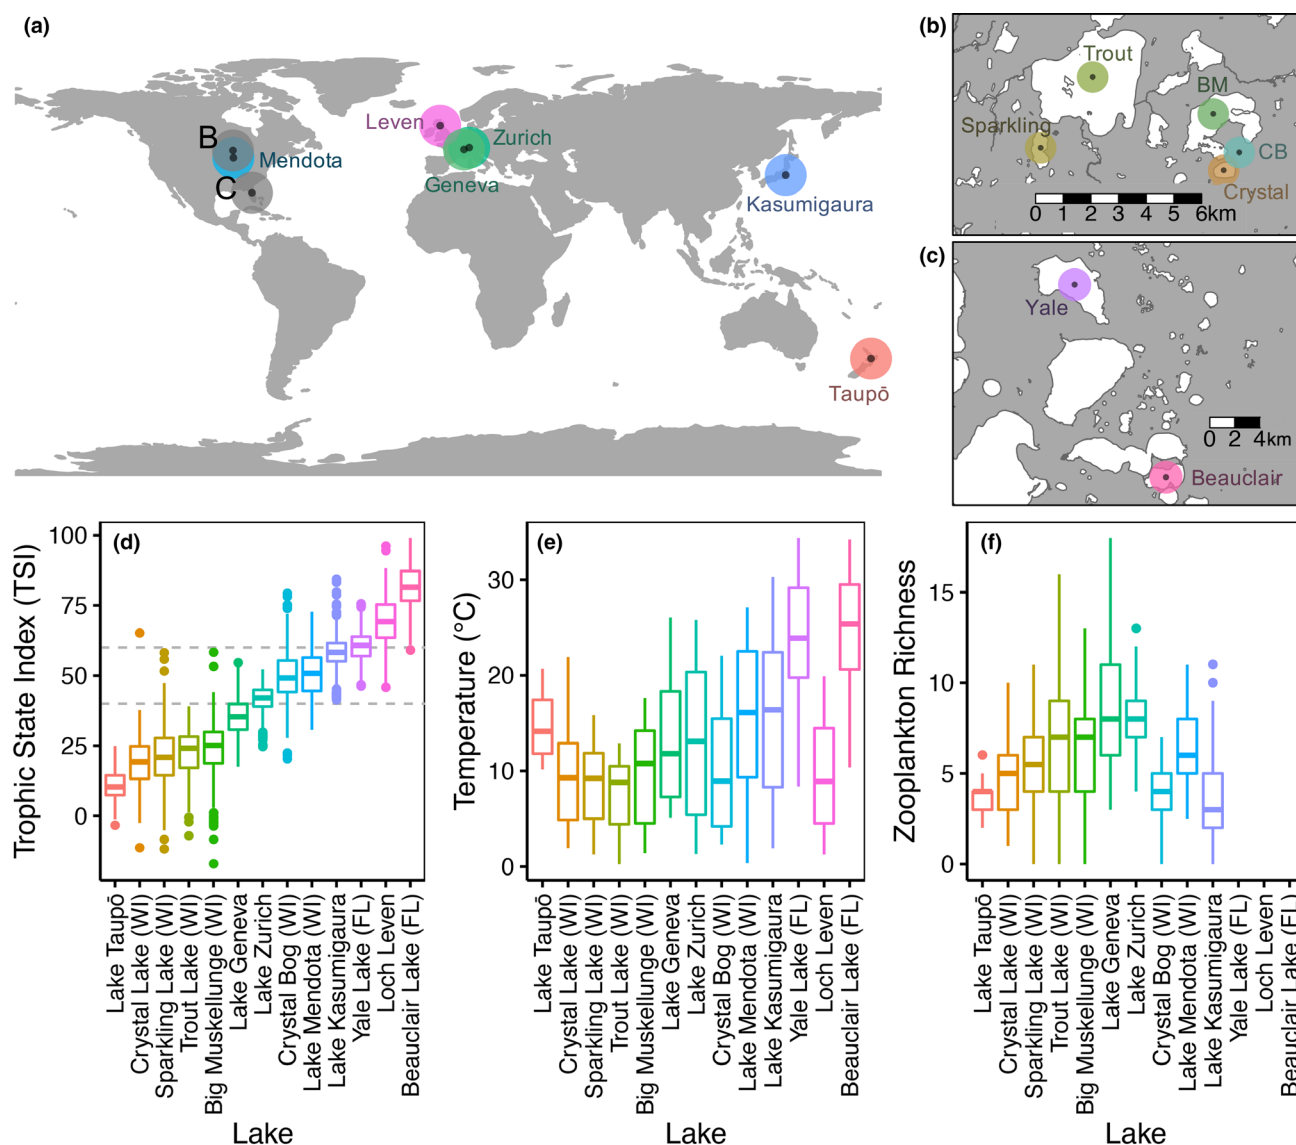 (a)
B
Mendota
C
Leven
Zurich
Geneva
Kasumigaura
Taupō
(b)
Trout
BM
Sparkling
CB
Crystal
0 1 2 3 4 5 6km
(c)
Yale
0 2 4km
Beauclair
(d)
Trophic State Index (TSI)
100
75
50
25
0
Lake Taupō
Crystal Lake (WI)
Sparkling Lake (WI)
Trout Lake (WI)
Big Muskellunge (WI)
Lake Geneva
Lake Zurich
Crystal Bog (WI)
Lake Mendota (WI)
Lake Kasumigaura
Yale Lake (FL)
Loch Leven
Beauclair Lake (FL)
Lake
(e)
Temperature (°C)
30
20
10
0
Lake Taupō
Crystal Lake (WI)
Sparkling Lake (WI)
Trout Lake (WI)
Big Muskellunge (WI)
Lake Geneva
Lake Zurich
Crystal Bog (WI)
Lake Mendota (WI)
Lake Kasumigaura
Yale Lake (FL)
Loch Leven
Beauclair Lake (FL)
Lake
(f)
Zooplankton Richness
15
10
5
0
Lake Taupō
Crystal Lake (WI)
Sparkling Lake (WI)
Trout Lake (WI)
Big Muskellunge (WI)
Lake Geneva
Lake Zurich
Crystal Bog (WI)
Lake Mendota (WI)
Lake Kasumigaura
Yale Lake (FL)
Loch Leven
Beauclair Lake (FL)
Lake